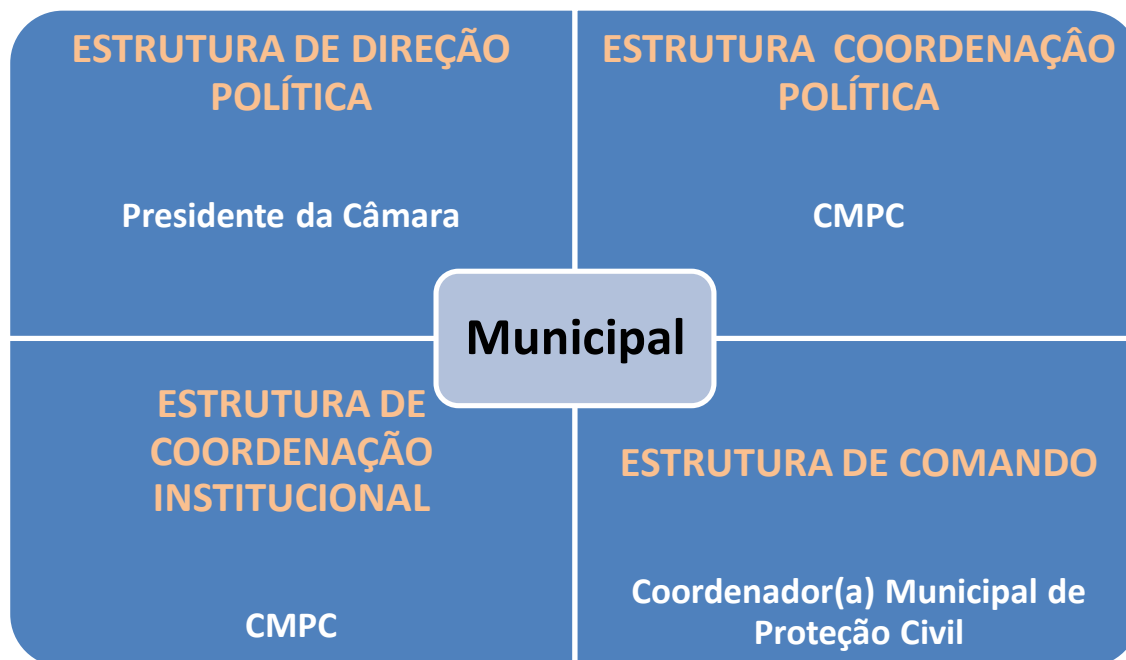 ESTRUTURA DE DIREÇÃO
POLÍTICA
Presidente da Câmara
ESTRUTURA COORDENAÇÂO
POLÍTICA
CMPC
Municipal
ESTRUTURA DE
COORDENAÇÃO
INSTITUCIONAL
CMPC
ESTRUTURA DE COMANDO
Coordenador(a) Municipal de
Proteção Civil